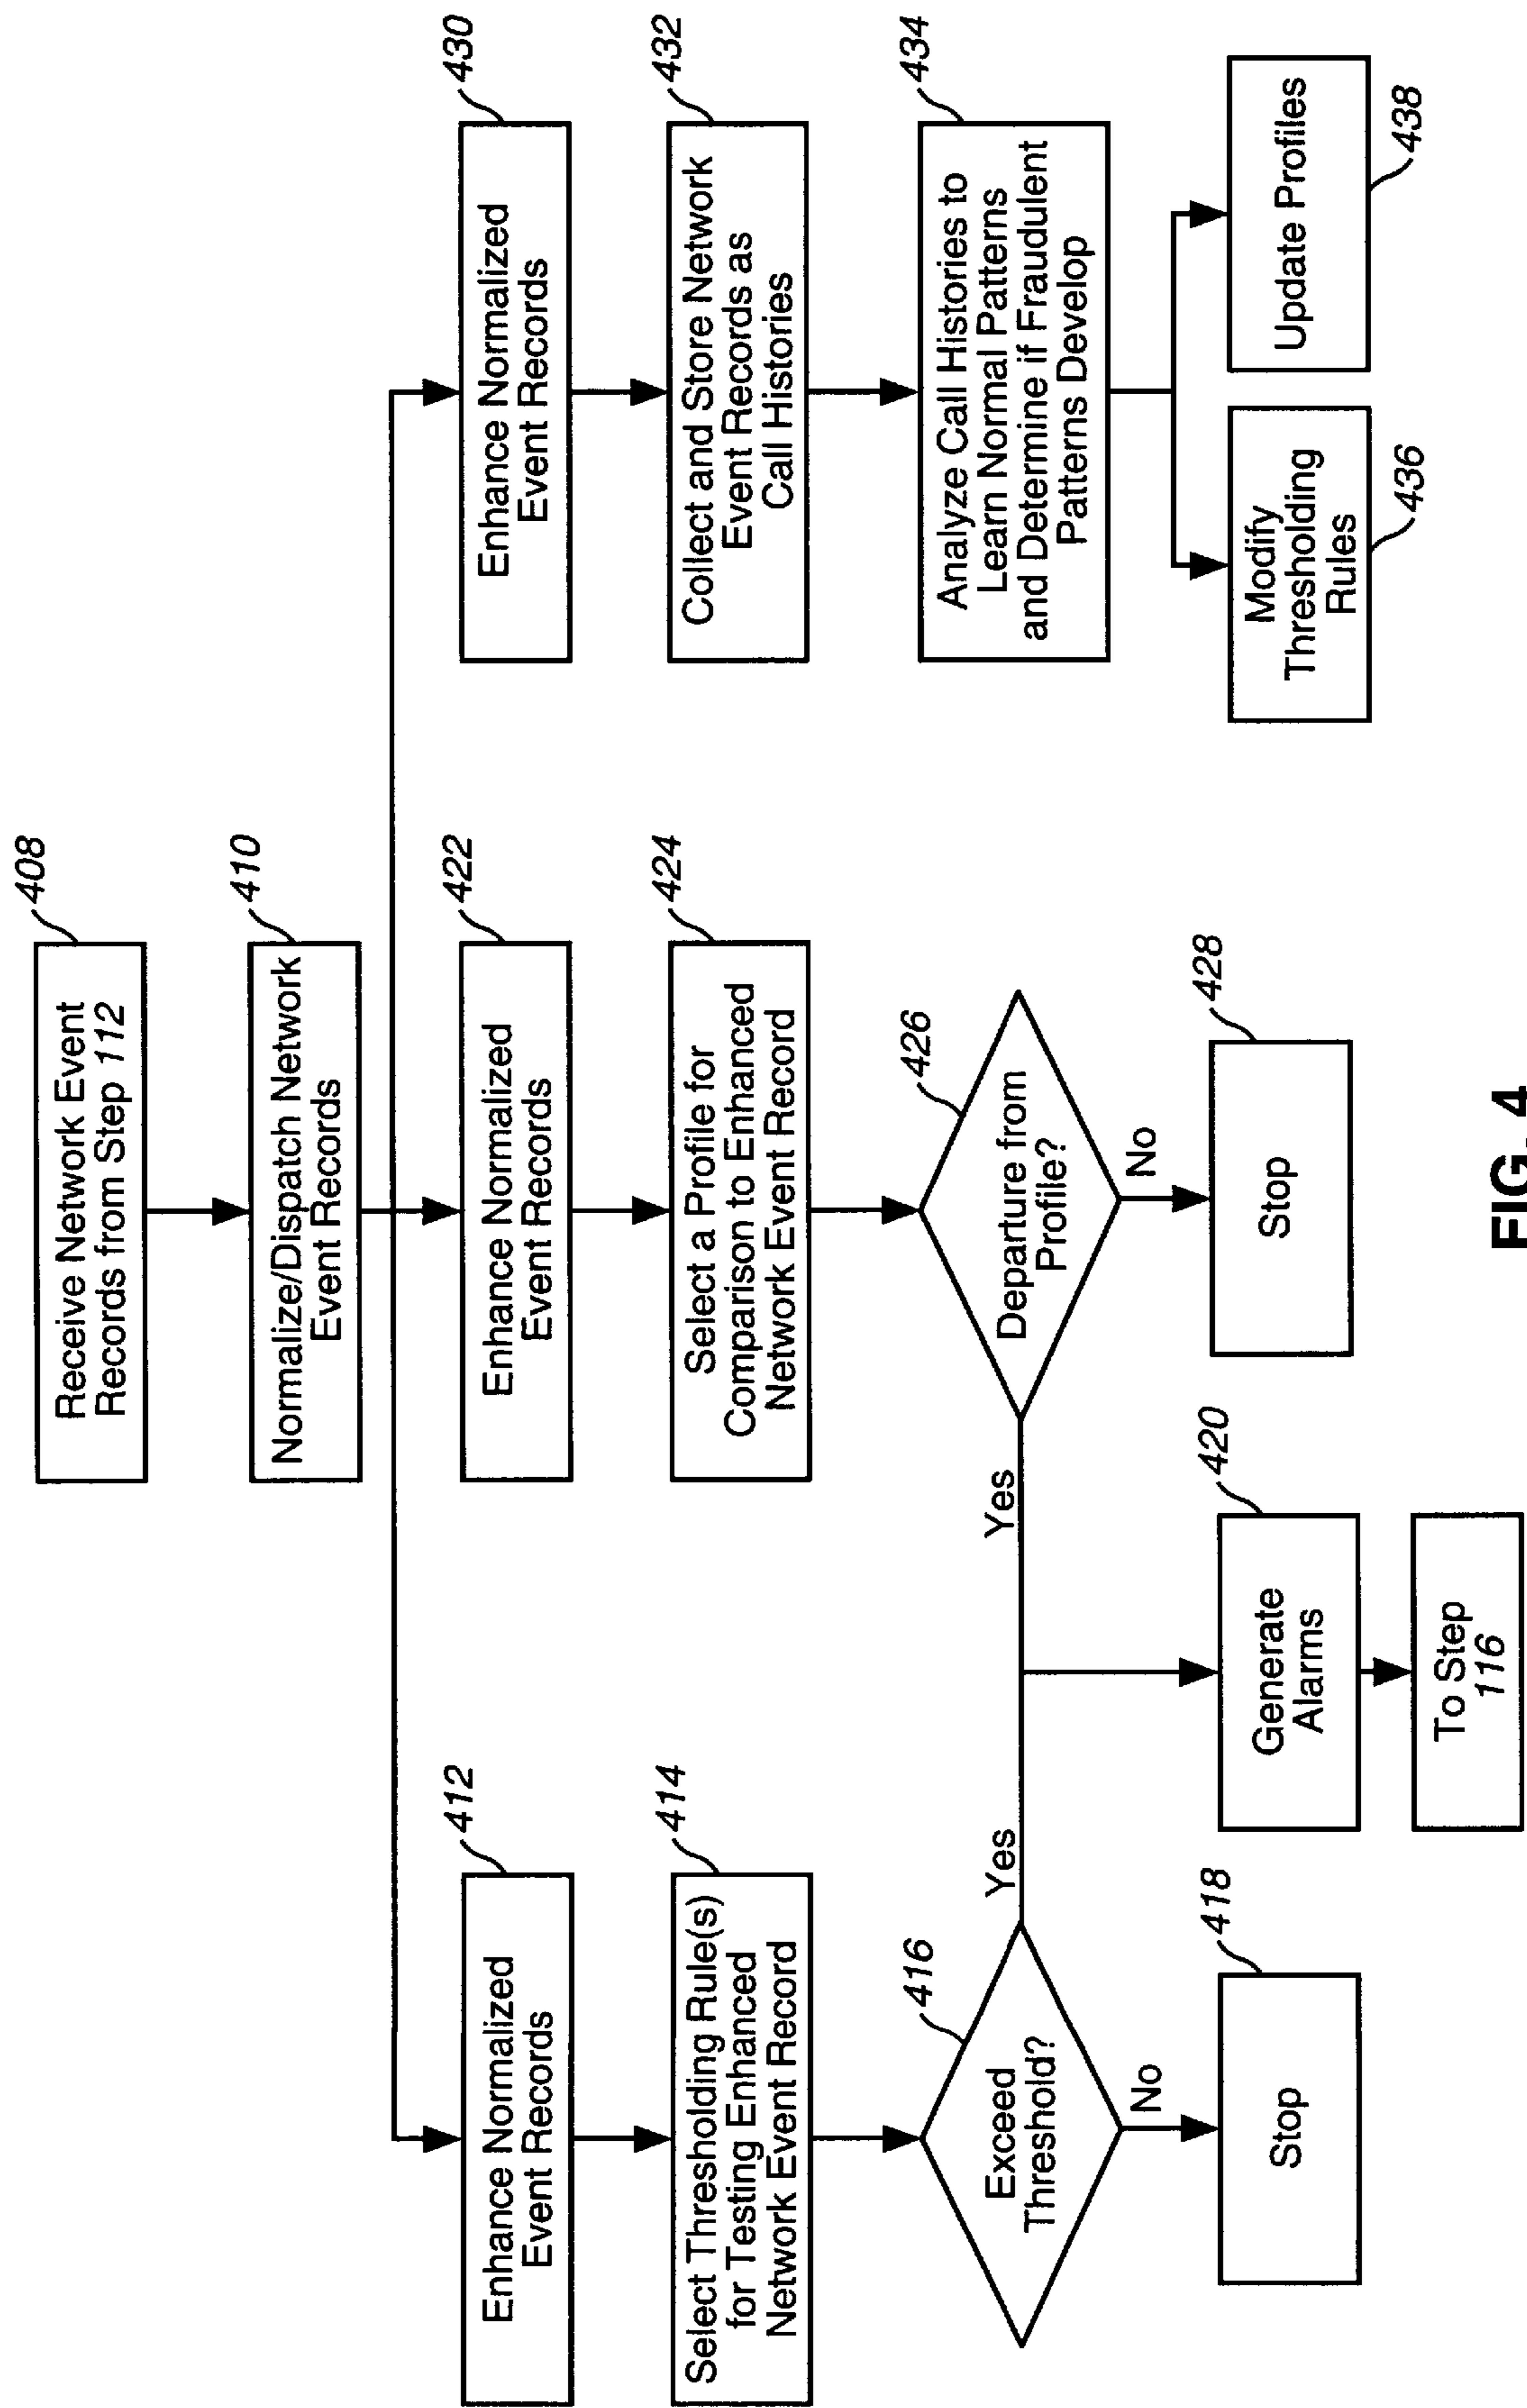 408
Receive Network Event
Records from Step 112
410
Normalize/Dispatch Network
Event Records
412
Enhance Normalized
Event Records
414
Select Thresholding Rule(s)
for Testing Enhanced
Network Event Record
416
Exceed
Threshold?
Yes
No
418
Stop
422
Enhance Normalized
Event Records
424
Select a Profile for
Comparison to Enhanced
Network Event Record
426
Departure from
Profile?
Yes
No
428
Stop
420
Generate
Alarms
To Step
116
430
Enhance Normalized
Event Records
432
Collect and Store Network
Event Records as
Call Histories
434
Analyze Call Histories to
Learn Normal Patterns
and Determine if Fraudulent
Patterns Develop
Modify
Thresholding
Rules
436
Update Profiles
438
FIG. 4